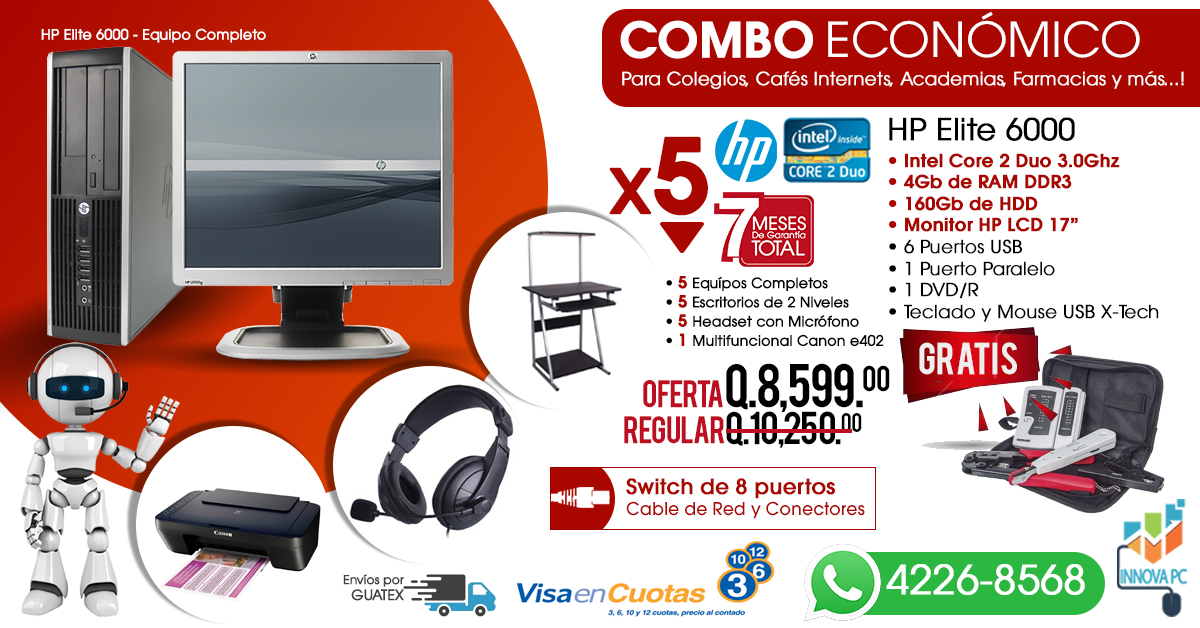 HP Elite 6000 - Equipo Completo
COMBO ECONÓMICO
Para Colegios, Cafés Internets, Academias, Farmacias y más...!
x5
hp
intel inside™
CORE 2 Duo
7 MESES
De Garantía
TOTAL
• 5 Equípos Completos
• 5 Escritorios de 2 Niveles
• 5 Headset con Micrófono
• 1 Multifuncional Canon e402
HP Elite 6000
• Intel Core 2 Duo 3.0Ghz
• 4Gb de RAM DDR3
• 160Gb de HDD
• Monitor HP LCD 17”
• 6 Puertos USB
• 1 Puerto Paralelo
• 1 DVD/R
• Teclado y Mouse USB X-Tech
OFERTA Q.8,599.00
REGULAR Q.10,250.00
GRATIS
Switch de 8 puertos
Cable de Red y Conectores
Canon
Envíos por
GUATEX
Visa en Cuotas
3, 6, 10 y 12 cuotas, precio al contado
10 12
3 6
4226-8568
INNOVA PC